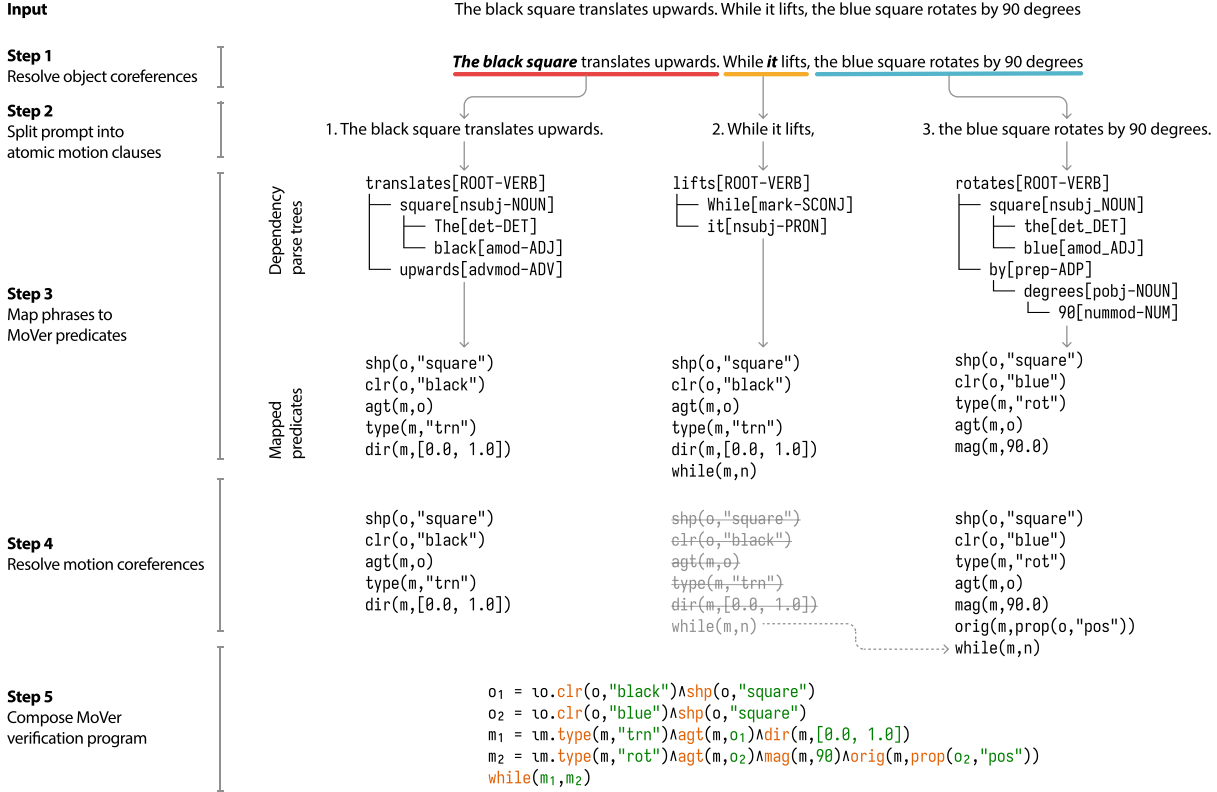 Input
The black square translates upwards. While it lifts, the blue square rotates by 90 degrees
Step 1
Resolve object coreferences
The black square translates upwards. While it lifts, the blue square rotates by 90 degrees
Step 2
Split prompt into
atomic motion clauses
1. The black square translates upwards.
2. While it lifts,
3. the blue square rotates by 90 degrees.
Step 3
Map phrases to
MoVer predicates
Dependency
parse trees
translates[ROOT-VERB]
square[nsubj-NOUN]
The[det-DET]
black[amod-ADJ]
upwards[advmod-ADV]
lifts[ROOT-VERB]
While[mark-SCONJ]
it[nsubj-PRON]
rotates[ROOT-VERB]
square[nsubj_NOUN]
the[det_DET]
blue[amod_ADJ]
by[prep-ADP]
degrees[pobj-NOUN]
90[nummod-NUM]
Mapped
predicates
shp(o,"square")
clr(o,"black")
agt(m,o)
type(m,"trn")
dir(m,[0.0, 1.0])
shp(o,"square")
clr(o,"black")
agt(m,o)
type(m,"trn")
dir(m,[0.0, 1.0])
while(m,n)
shp(o,"square")
clr(o,"blue")
type(m,"rot")
agt(m,o)
mag(m,90.0)
Step 4
Resolve motion coreferences
shp(o,"square")
clr(o,"black")
agt(m,o)
type(m,"trn")
dir(m,[0.0, 1.0])
shp(o,"square")
clr(o,"black")
agt(m,o)
type(m,"trn")
dir(m,[0.0, 1.0])
while(m,n)
shp(o,"square")
clr(o,"blue")
type(m,"rot")
agt(m,o)
mag(m,90.0)
orig(m,prop(o,"pos"))
while(m,n)
Step 5
Compose MoVer
verification program
o₁ = ιo.clr(o,"black")∧shp(o,"square")
o₂ = ιo.clr(o,"blue")∧shp(o,"square")
m₁ = ιm.type(m,"trn")∧agt(m,o₁)∧dir(m,[0.0, 1.0])
m₂ = ιm.type(m,"rot")∧agt(m,o₂)∧mag(m,90)∧orig(m,prop(o₂,"pos"))
while(m₁,m₂)